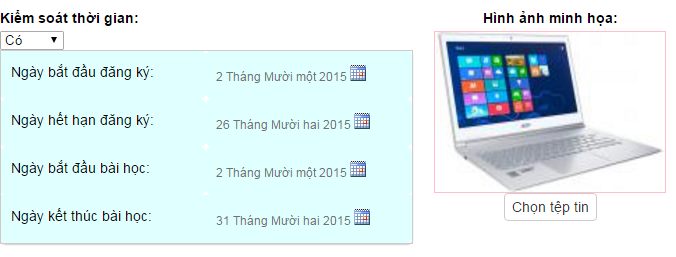 Kiểm soát thời gian:
Có
Ngày bắt đầu đăng ký:
2 Tháng Mười một 2015
Ngày hết hạn đăng ký:
26 Tháng Mười hai 2015
Ngày bắt đầu bài học:
2 Tháng Mười một 2015
Ngày kết thúc bài học:
31 Tháng Mười hai 2015
Hình ảnh minh họa:
Chọn tệp tin